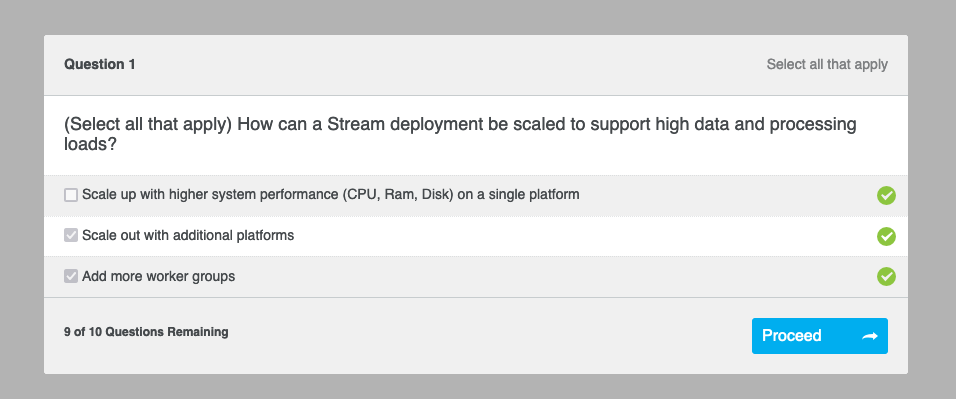 Question 1
Select all that apply
(Select all that apply) How can a Stream deployment be scaled to support high data and processing
loads?
Scale up with higher system performance (CPU, Ram, Disk) on a single platform
Scale out with additional platforms
Add more worker groups
9 of 10 Questions Remaining
Proceed